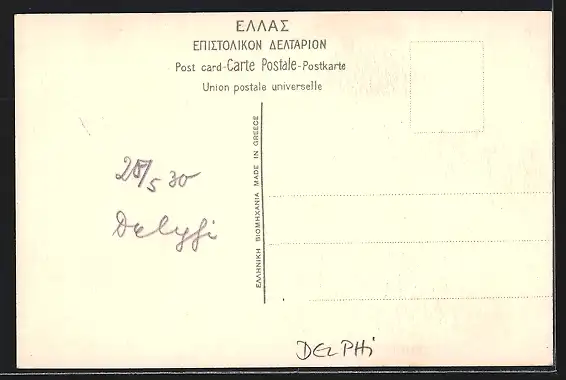 ΕΛΛΑΣ
ΕΠΙΣΤΟΛΙΚΟΝ ΔΕΛΤΑΡΙΟΝ
Post card-Carte Postale-Postkarte
Union postale universelle
ΕΛΛΗΝΙΚΗ ΒΙΟΜΗΧΑΝΙΑ MADE IN GREECE
25/5 30
Delphi
DELPHi